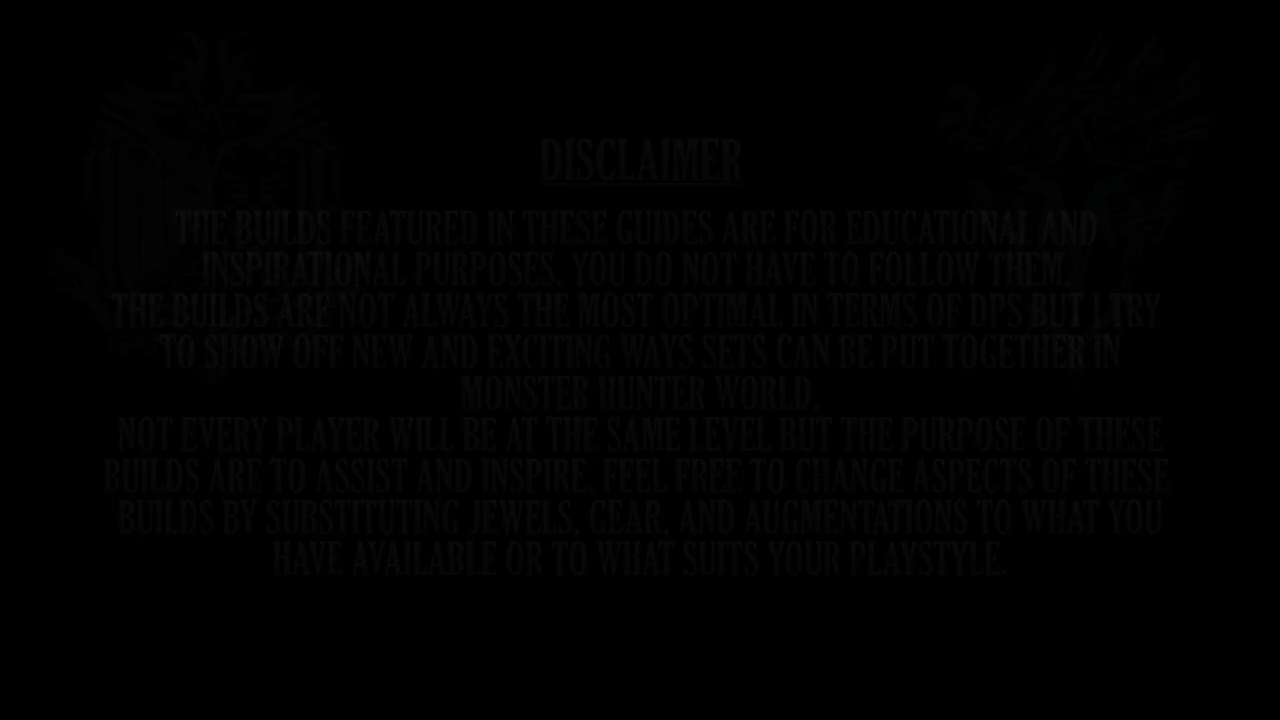 DISCLAIMER
THE BUILDS FEATURED IN THESE GUIDES ARE FOR EDUCATIONAL AND
INSPIRATIONAL PURPOSES. YOU DO NOT HAVE TO FOLLOW THEM.
THE BUILDS ARE NOT ALWAYS THE MOST OPTIMAL IN TERMS OF DPS BUT I TRY
TO SHOW OFF NEW AND EXCITING WAYS SETS CAN BE PUT TOGETHER IN
MONSTER HUNTER WORLD.
NOT EVERY PLAYER WILL BE AT THE SAME LEVEL BUT THE PURPOSE OF THESE
BUILDS ARE TO ASSIST AND INSPIRE. FEEL FREE TO CHANGE ASPECTS OF THESE
BUILDS BY SUBSTITUTING JEWELS, GEAR, AND AUGMENTATIONS TO WHAT YOU
HAVE AVAILABLE OR TO WHAT SUITS YOUR PLAYSTYLE.